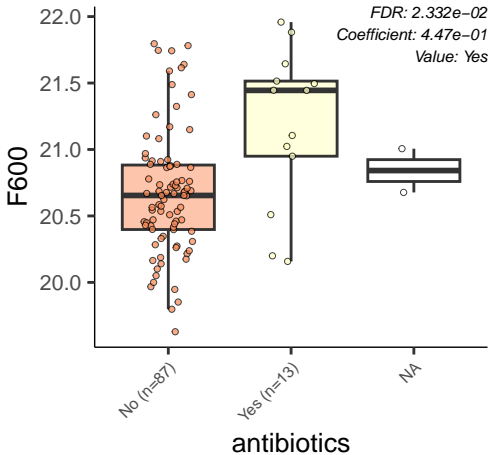 FDR: 2.332e−02
Coefficient: 4.47e−01
Value: Yes
F600
22.0
21.5
21.0
20.5
20.0
No (n=87)
Yes (n=13)
NA
antibiotics